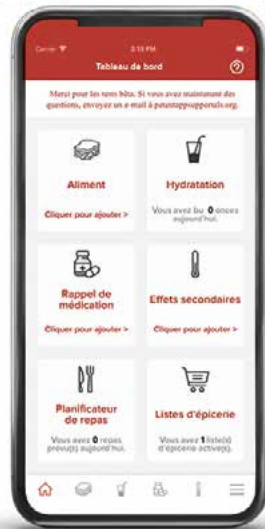 Carrier 3:13 PM
Tableau de bord
Merci pour les tests bêta. Si vous avez maintenant des
questions, envoyez un e-mail à
Aliment
Cliquer pour ajouter >
Hydratation
Vous avez bu 0 onces
aujourd'hui.
Rappel de
médication
Cliquer pour ajouter >
Effets secondaires
Cliquer pour ajouter >
Planificateur
de repas
Vous avez 0 repas
prévu(s) aujourd'hui.
Listes d'épicerie
Vous avez 1 liste(s)
d'épicerie active(s).